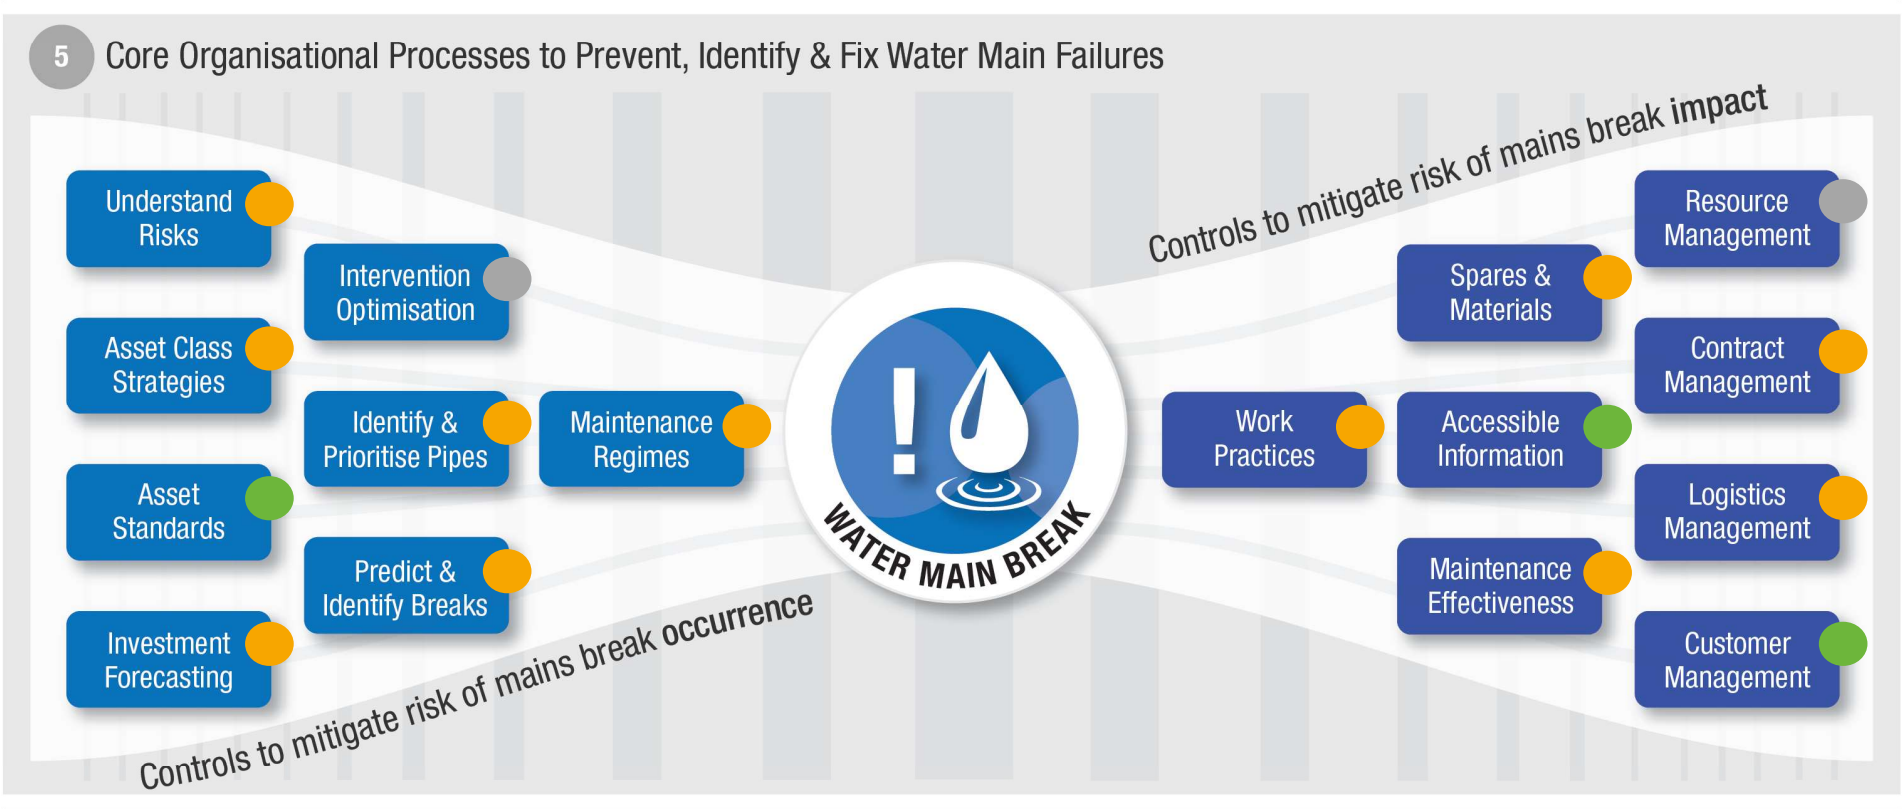 5
Core Organisational Processes to Prevent, Identify & Fix Water Main Failures
Controls to mitigate risk of mains break impact
Understand
Risks
Asset Class
Strategies
Asset
Standards
Investment
Forecasting
Intervention
Optimisation
Identify &
Prioritise Pipes
Predict &
Identify Breaks
Maintenance
Regimes
WATER MAIN BREAK
Work
Practices
Spares &
Materials
Accessible
Information
Maintenance
Effectiveness
Resource
Management
Contract
Management
Logistics
Management
Customer
Management
Controls to mitigate risk of mains break occurrence